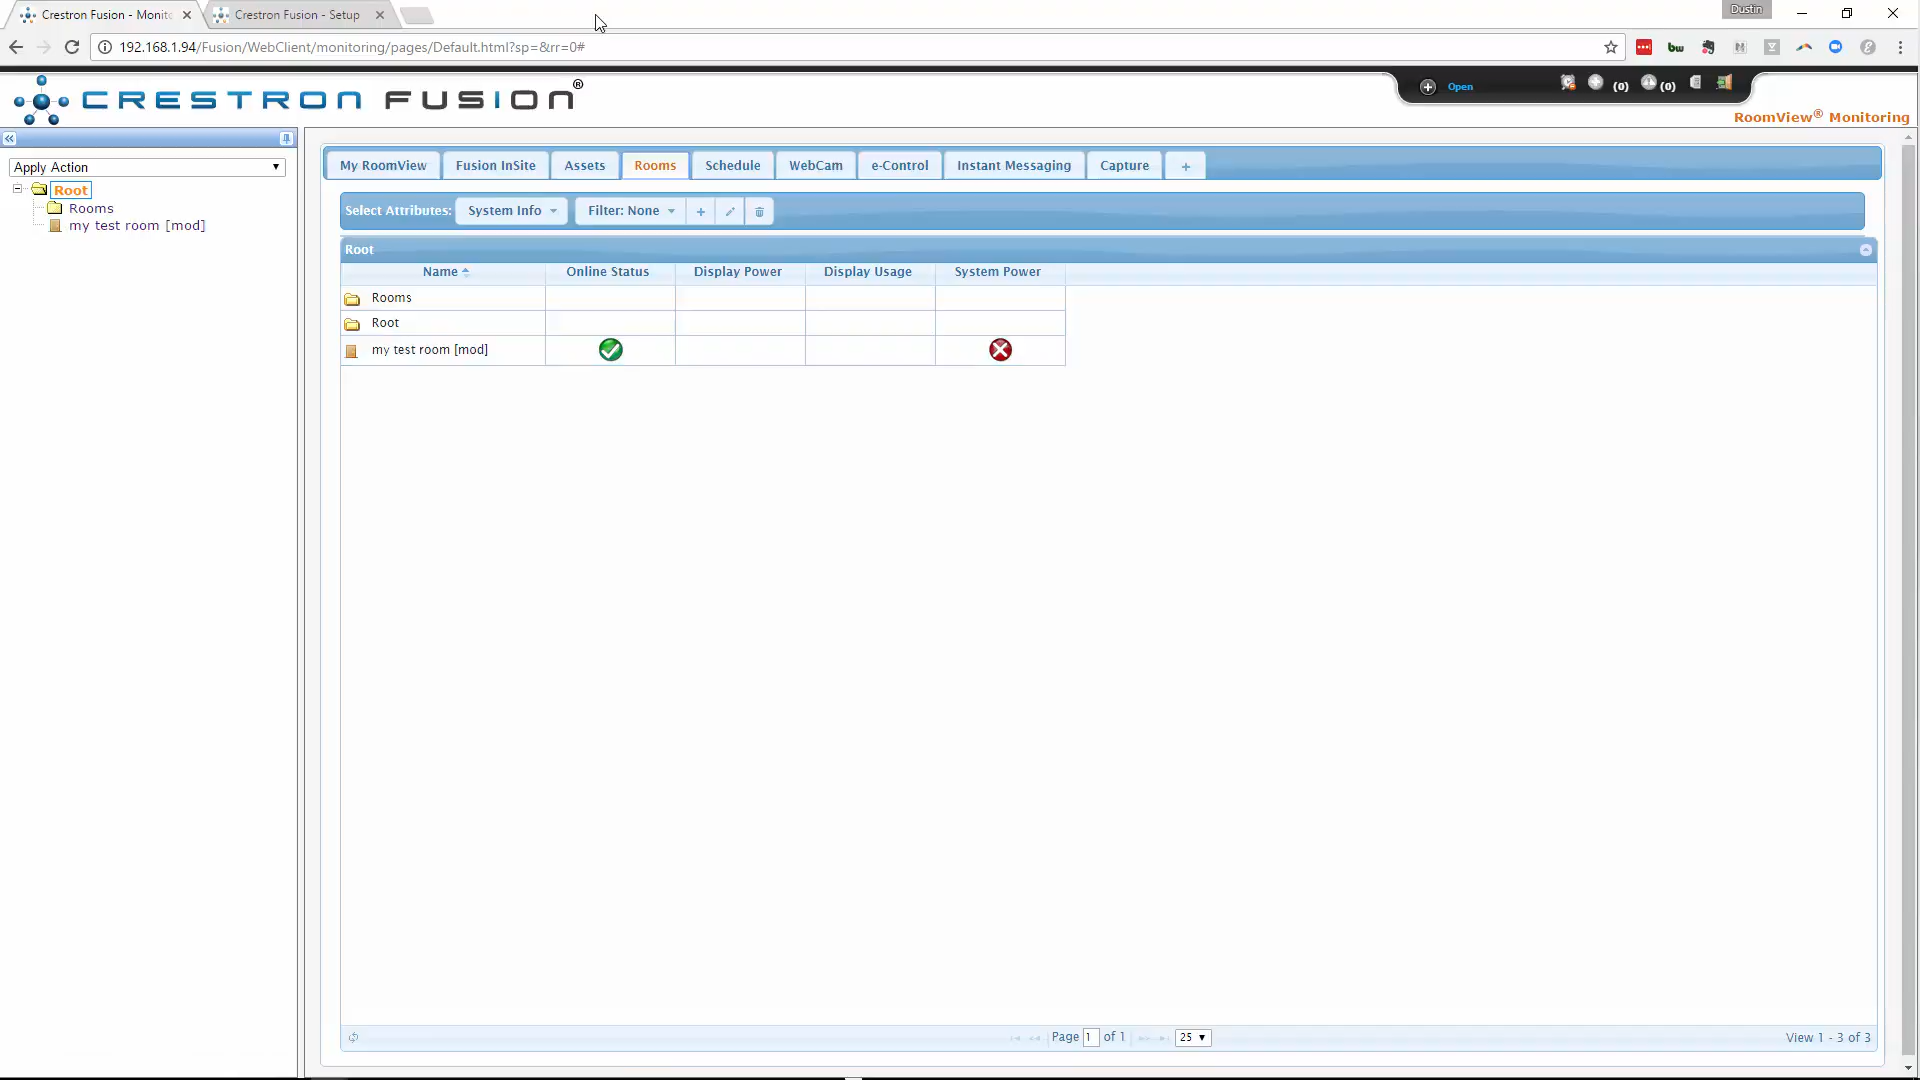 Crestron Fusion - Monito
Crestron Fusion - Setup
Dustin
192.168.1.94/Fusion/WebClient/monitoring/pages/Default.html?sp=&rr=0#
CRESTRON FUSION®
Open
(0)
(0)
RoomView® Monitoring
Apply Action
Root
Rooms
my test room [mod]
My RoomView
Fusion InSite
Assets
Rooms
Schedule
WebCam
e-Control
Instant Messaging
Capture
+
Select Attributes:
System Info
Filter: None
+
Root
Name
Online Status
Display Power
Display Usage
System Power
Rooms
Root
my test room [mod]
Page 1 of 1
25
View 1 - 3 of 3